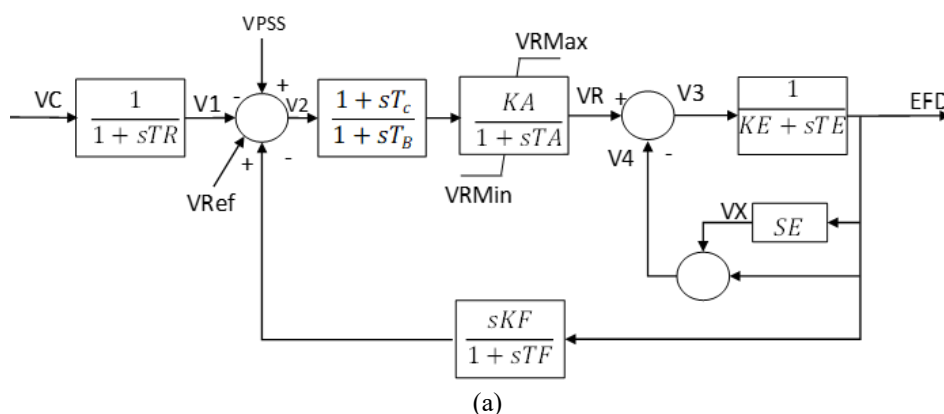 VPSS
VRMax
VC
1
1 + sTR
V1
-
+
V2
1 + sT_c
1 + sT_B
KA
1 + sTA
VR
+
V3
1
KE + sTE
EFD
+
-
V4
-
VRef
VRMin
VX
SE
sKF
1 + sTF
(a)